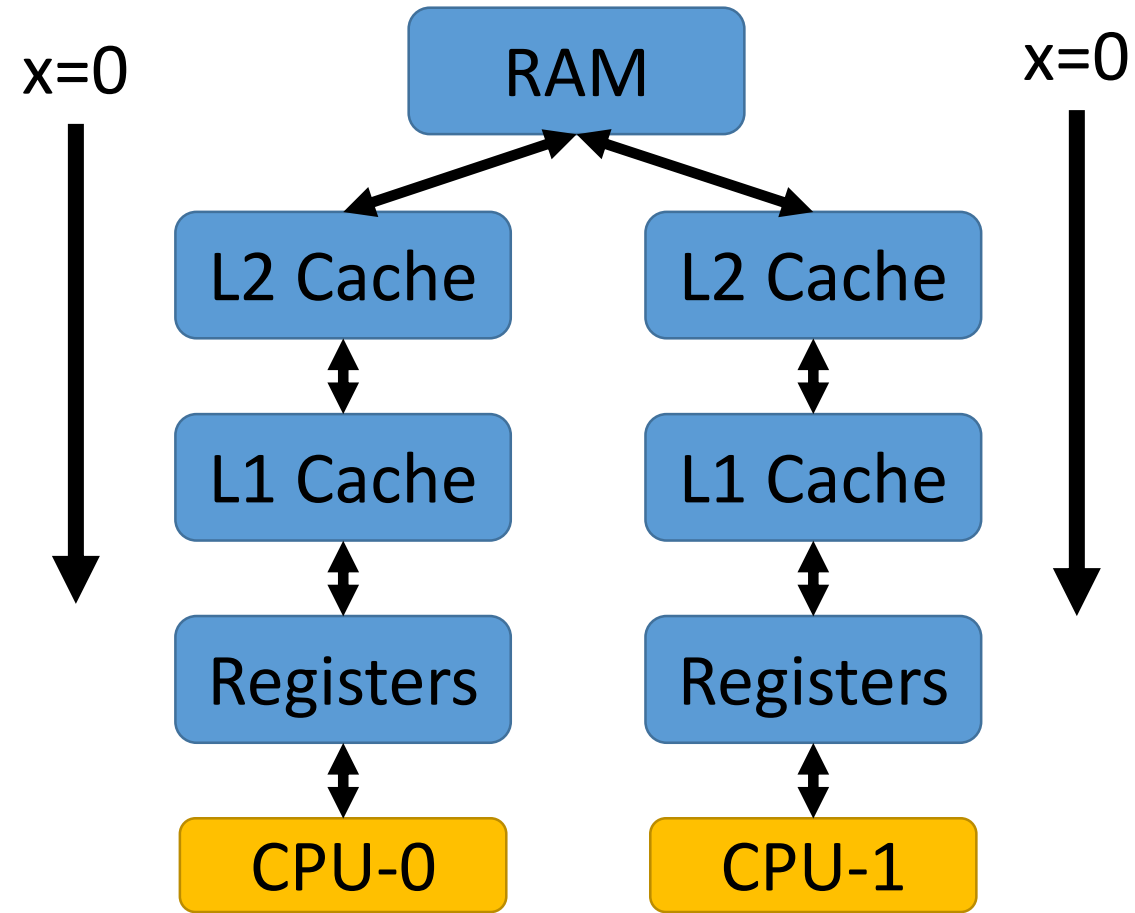 x=0
RAM
x=0
L2 Cache
L2 Cache
L1 Cache
L1 Cache
Registers
Registers
CPU-0
CPU-1